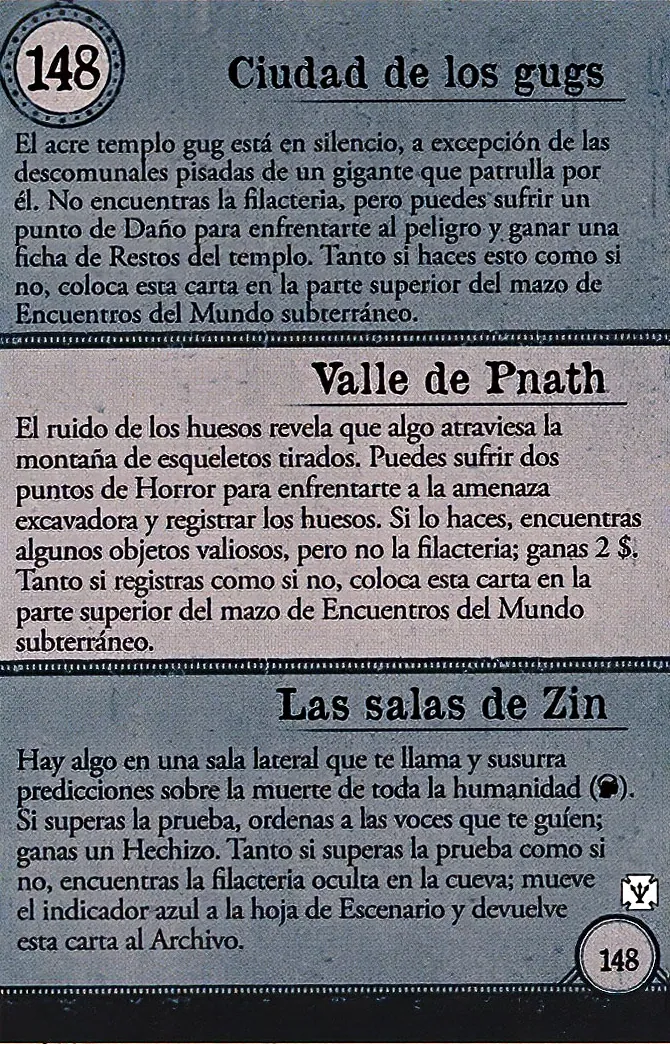 148
Ciudad de los gugs
El acre templo gug está en silencio, a excepción de las
descomunales pisadas de un gigante que patrulla por
él. No encuentras la filacteria, pero puedes sufrir un
punto de Daño para enfrentarte al peligro y ganar una
ficha de Restos del templo. Tanto si haces esto como si
no, coloca esta carta en la parte superior del mazo de
Encuentros del Mundo subterráneo.
Valle de Pnath
El ruido de los huesos revela que algo atraviesa la
montaña de esqueletos tirados. Puedes sufrir dos
puntos de Horror para enfrentarte a la amenaza
excavadora y registrar los huesos. Si lo haces, encuentras
algunos objetos valiosos, pero no la filacteria; ganas 2 $.
Tanto si registras como si no, coloca esta carta en la
parte superior del mazo de Encuentros del Mundo
subterráneo.
Las salas de Zin
Hay algo en una sala lateral que te llama y susurra
predicciones sobre la muerte de toda la humanidad ( ).
Si superas la prueba, ordenas a las voces que te guíen;
ganas un Hechizo. Tanto si superas la prueba como si
no, encuentras la filacteria oculta en la cueva; mueve
el indicador azul a la hoja de Escenario y devuelve
esta carta al Archivo.
148